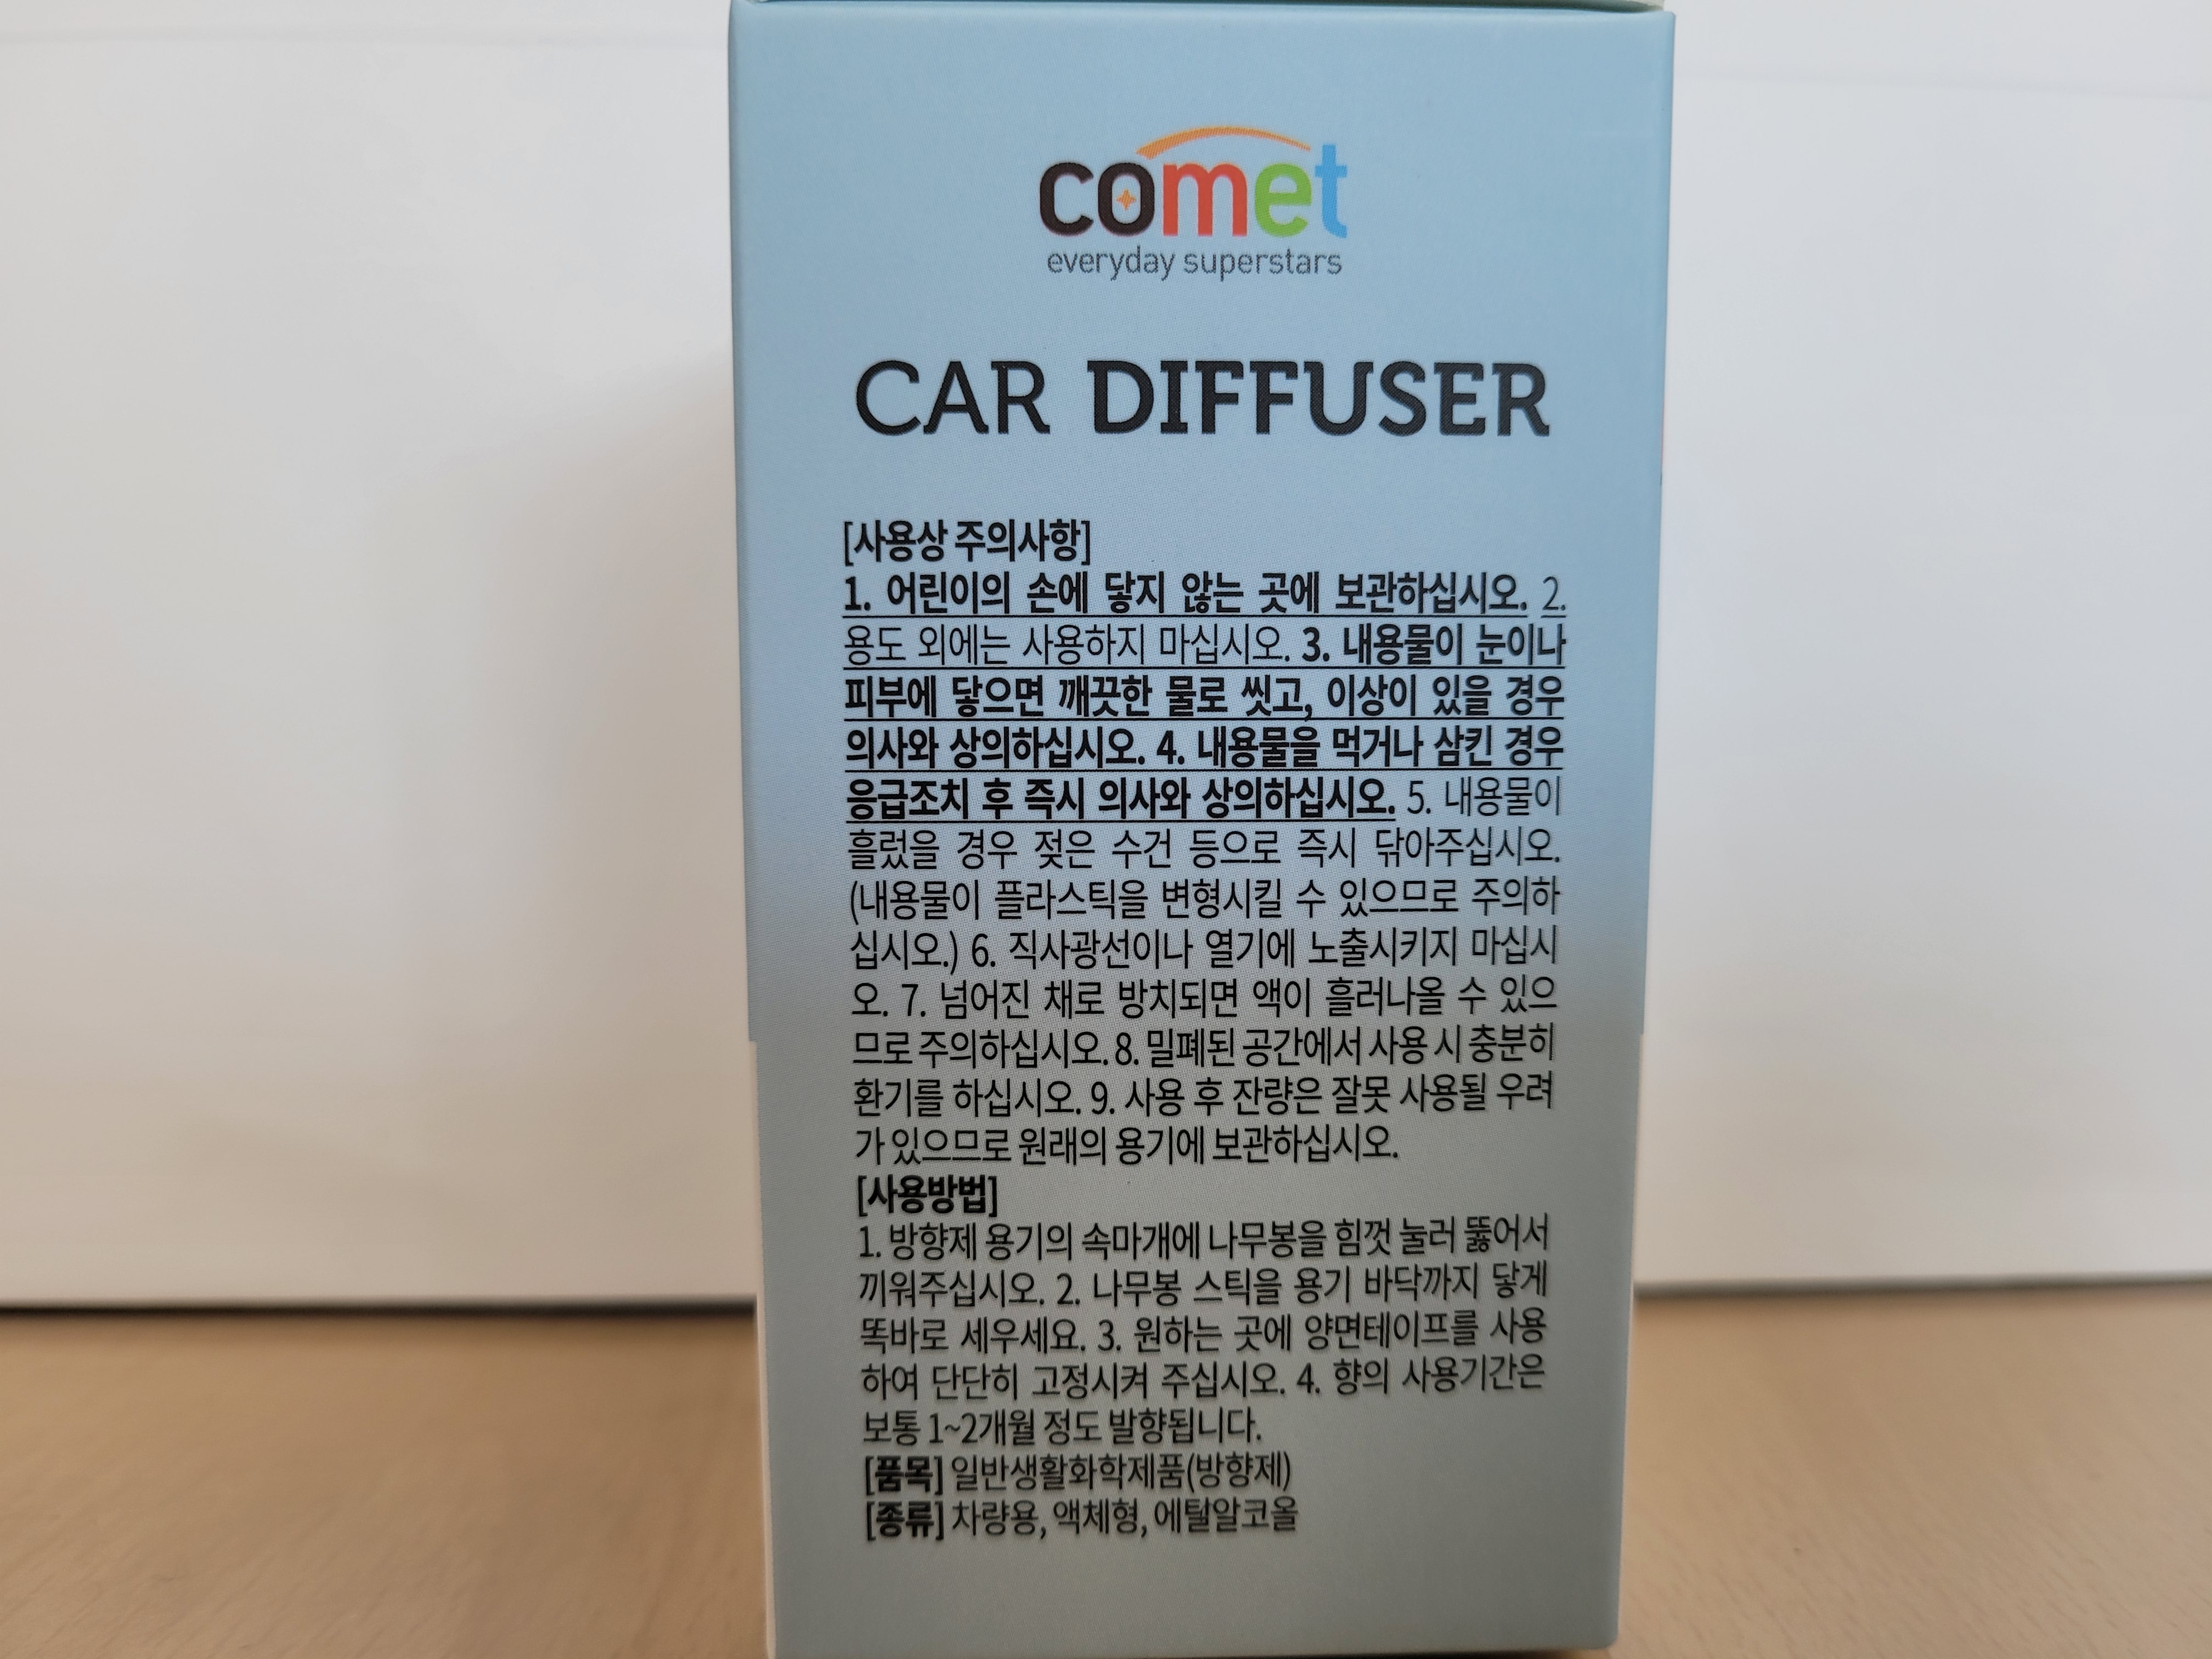 comet
everyday superstars
CAR DIFFUSER
[사용상 주의사항]
1. 어린이의 손에 닿지 않는 곳에 보관하십시오. 2.
용도 외에는 사용하지 마십시오. 3. 내용물이 눈이나
피부에 닿으면 깨끗한 물로 씻고, 이상이 있을 경우
의사와 상의하십시오. 4. 내용물을 먹거나 삼킨 경우
응급조치 후 즉시 의사와 상의하십시오. 5. 내용물이
흘렀을 경우 젖은 수건 등으로 즉시 닦아주십시오.
(내용물이 플라스틱을 변형시킬 수 있으므로 주의하
십시오.) 6. 직사광선이나 열기에 노출시키지 마십시
오. 7. 넘어진 채로 방치되면 액이 흘러나올 수 있으
므로 주의하십시오. 8. 밀폐된 공간에서 사용 시 충분히
환기를 하십시오. 9. 사용 후 잔량은 잘못 사용될 우려
가 있으므로 원래의 용기에 보관하십시오.
[사용방법]
1. 방향제 용기의 속마개에 나무봉을 힘껏 눌러 뚫어서
끼워주십시오. 2. 나무봉 스틱을 용기 바닥까지 닿게
똑바로 세우세요. 3. 원하는 곳에 양면테이프를 사용
하여 단단히 고정시켜 주십시오. 4. 향의 사용기간은
보통 1~2개월 정도 발향됩니다.
[품목] 일반생활화학제품(방향제)
[종류] 차량용, 액체형, 에틸알코올